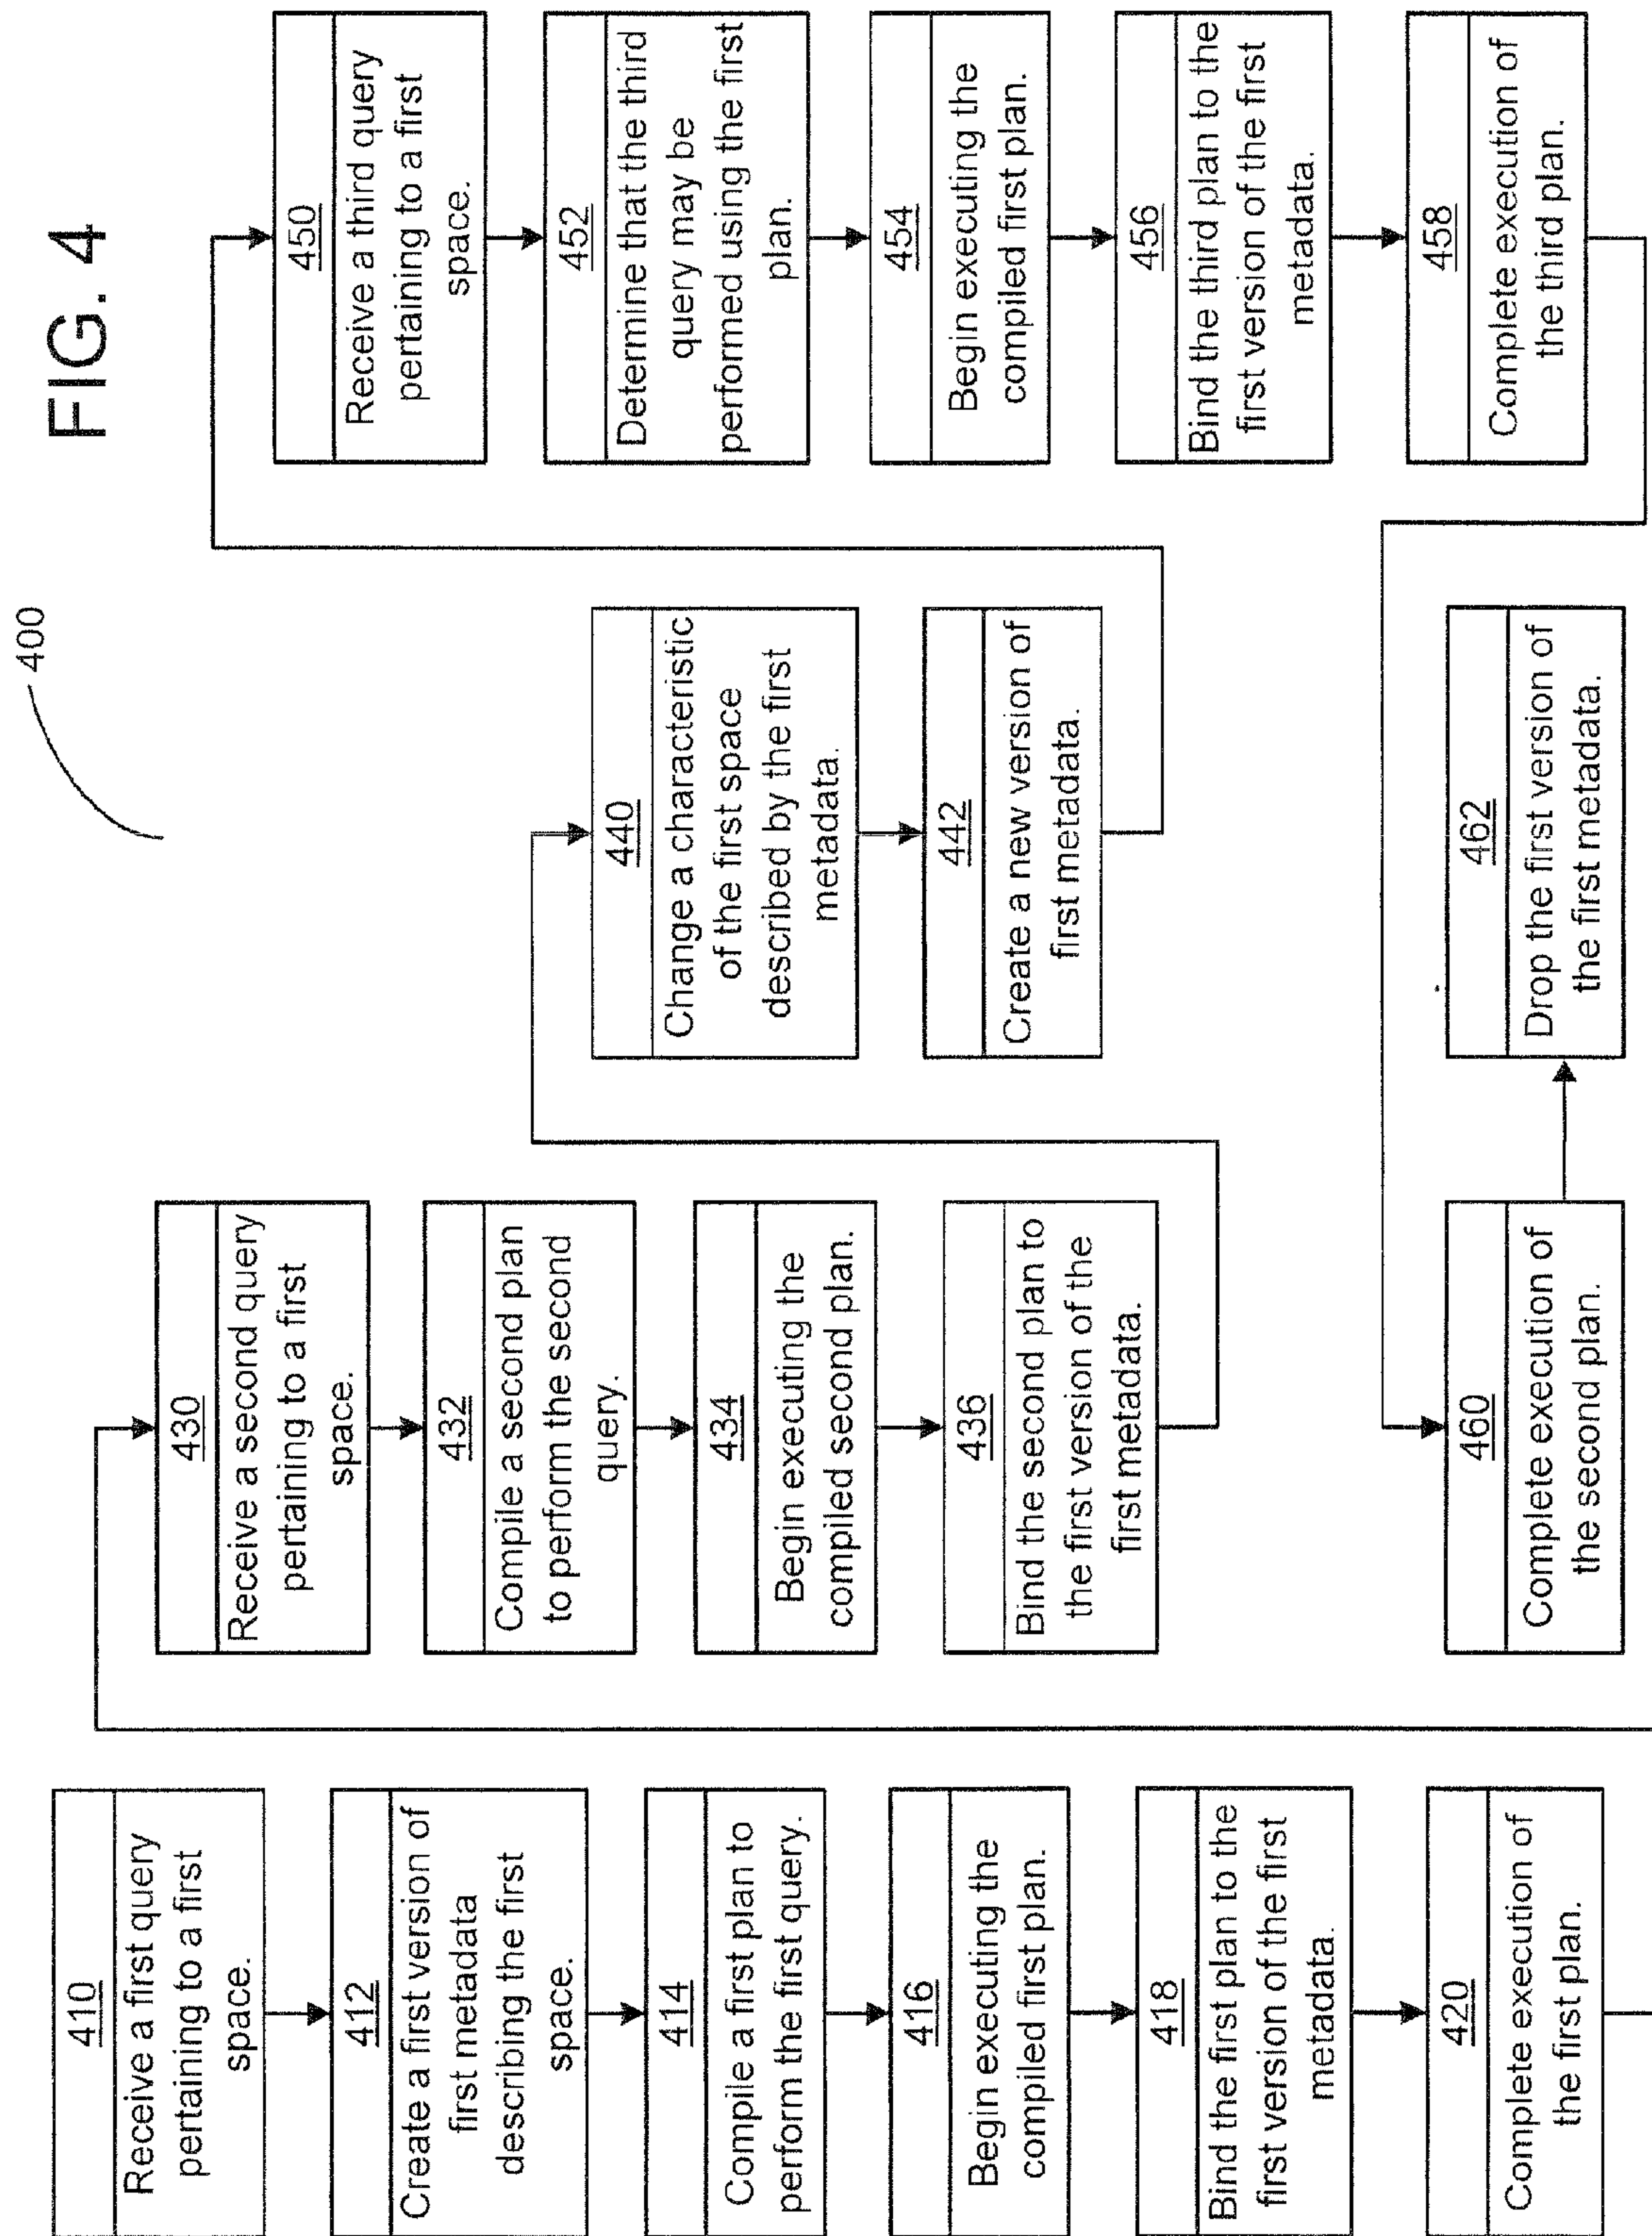 FIG. 4
400
410
Receive a first query
pertaining to a first
space.
412
Create a first version of
first metadata
describing the first
space.
414
Compile a first plan to
perform the first query.
416
Begin executing the
compiled first plan.
418
Bind the first plan to the
first version of the first
metadata.
420
Complete execution of
the first plan.
430
Receive a second query
pertaining to a first
space.
432
Compile a second plan
to perform the second
query.
434
Begin executing the
compiled second plan.
436
Bind the second plan to
the first version of the
first metadata.
440
Change a characteristic
of the first space
described by the first
metadata.
442
Create a new version of
first metadata.
450
Receive a third query
pertaining to a first
space.
452
Determine that the third
query may be
performed using the first
plan.
454
Begin executing the
compiled first plan.
456
Bind the third plan to the
first version of the first
metadata.
458
Complete execution of
the third plan.
460
Complete execution of
the second plan.
462
Drop the first version of
the first metadata.